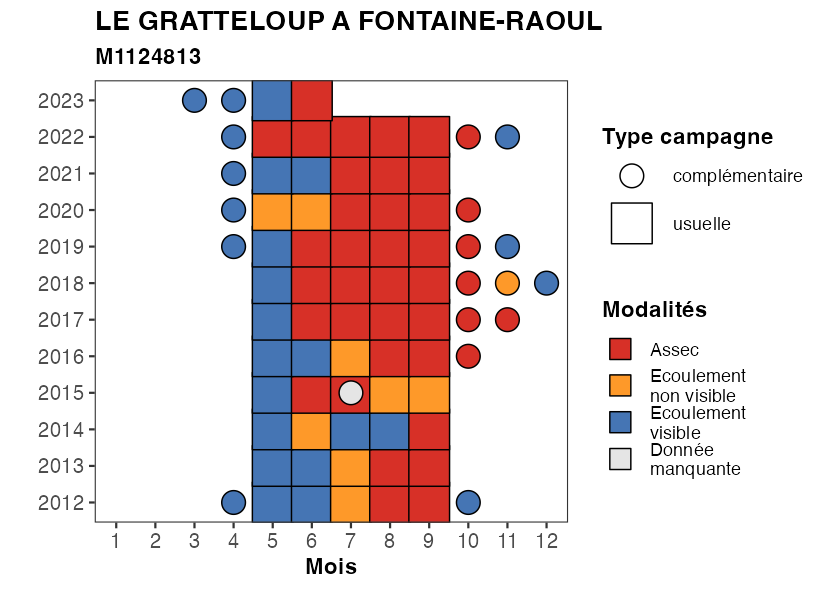 LE GRATTELOUP A FONTAINE-RAOUL
M1124813
2023
2022
2021
2020
2019
2018
2017
2016
2015
2014
2013
2012
1 2 3 4 5 6 7 8 9 10 11 12
Mois
Type campagne
complémentaire
usuelle
Modalités
Assec
Ecoulement
non visible
Ecoulement
visible
Donnée
manquante